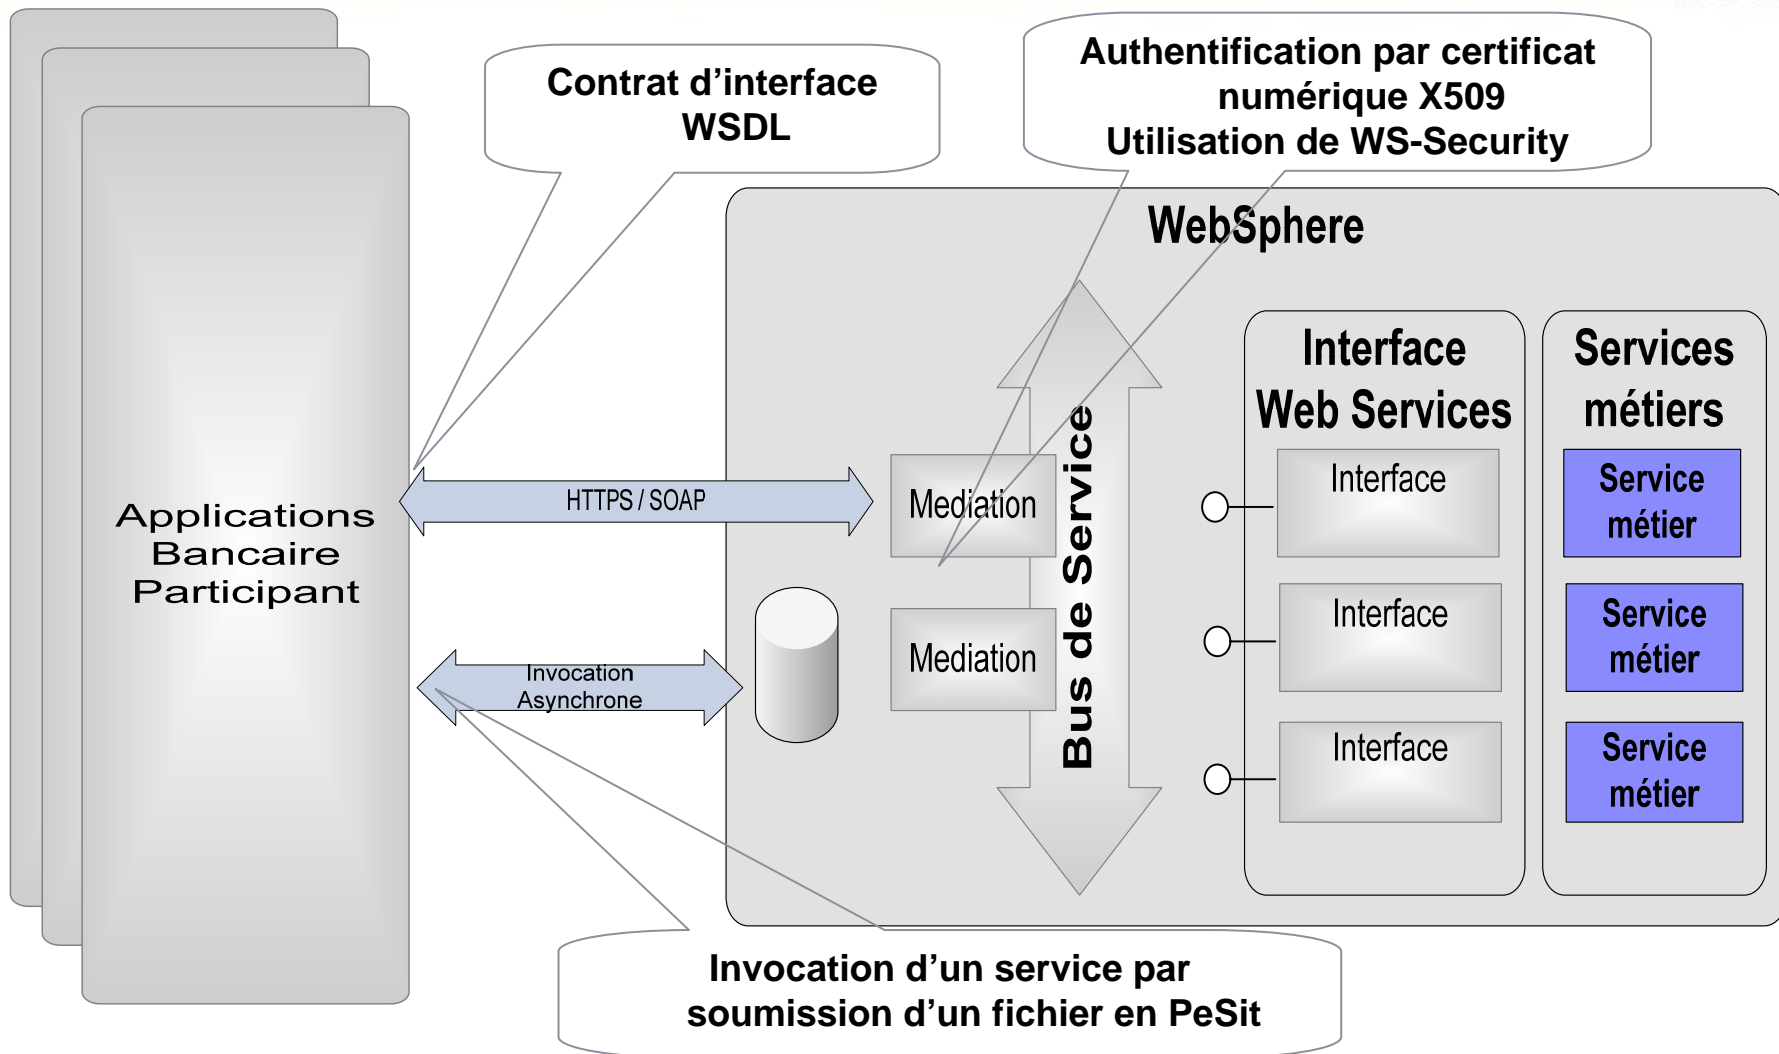 Contrat d’interface
WSDL
Authentification par certificat
numérique X509
Utilisation de WS-Security
WebSphere
Applications
Bancaire
Participant
HTTPS / SOAP
Invocation
Asynchrone
Mediation
Mediation
Bus de Service
Interface
Web Services
Interface
Interface
Interface
Services
métiers
Service
métier
Service
métier
Service
métier
Invocation d’un service par
soumission d’un fichier en PeSit